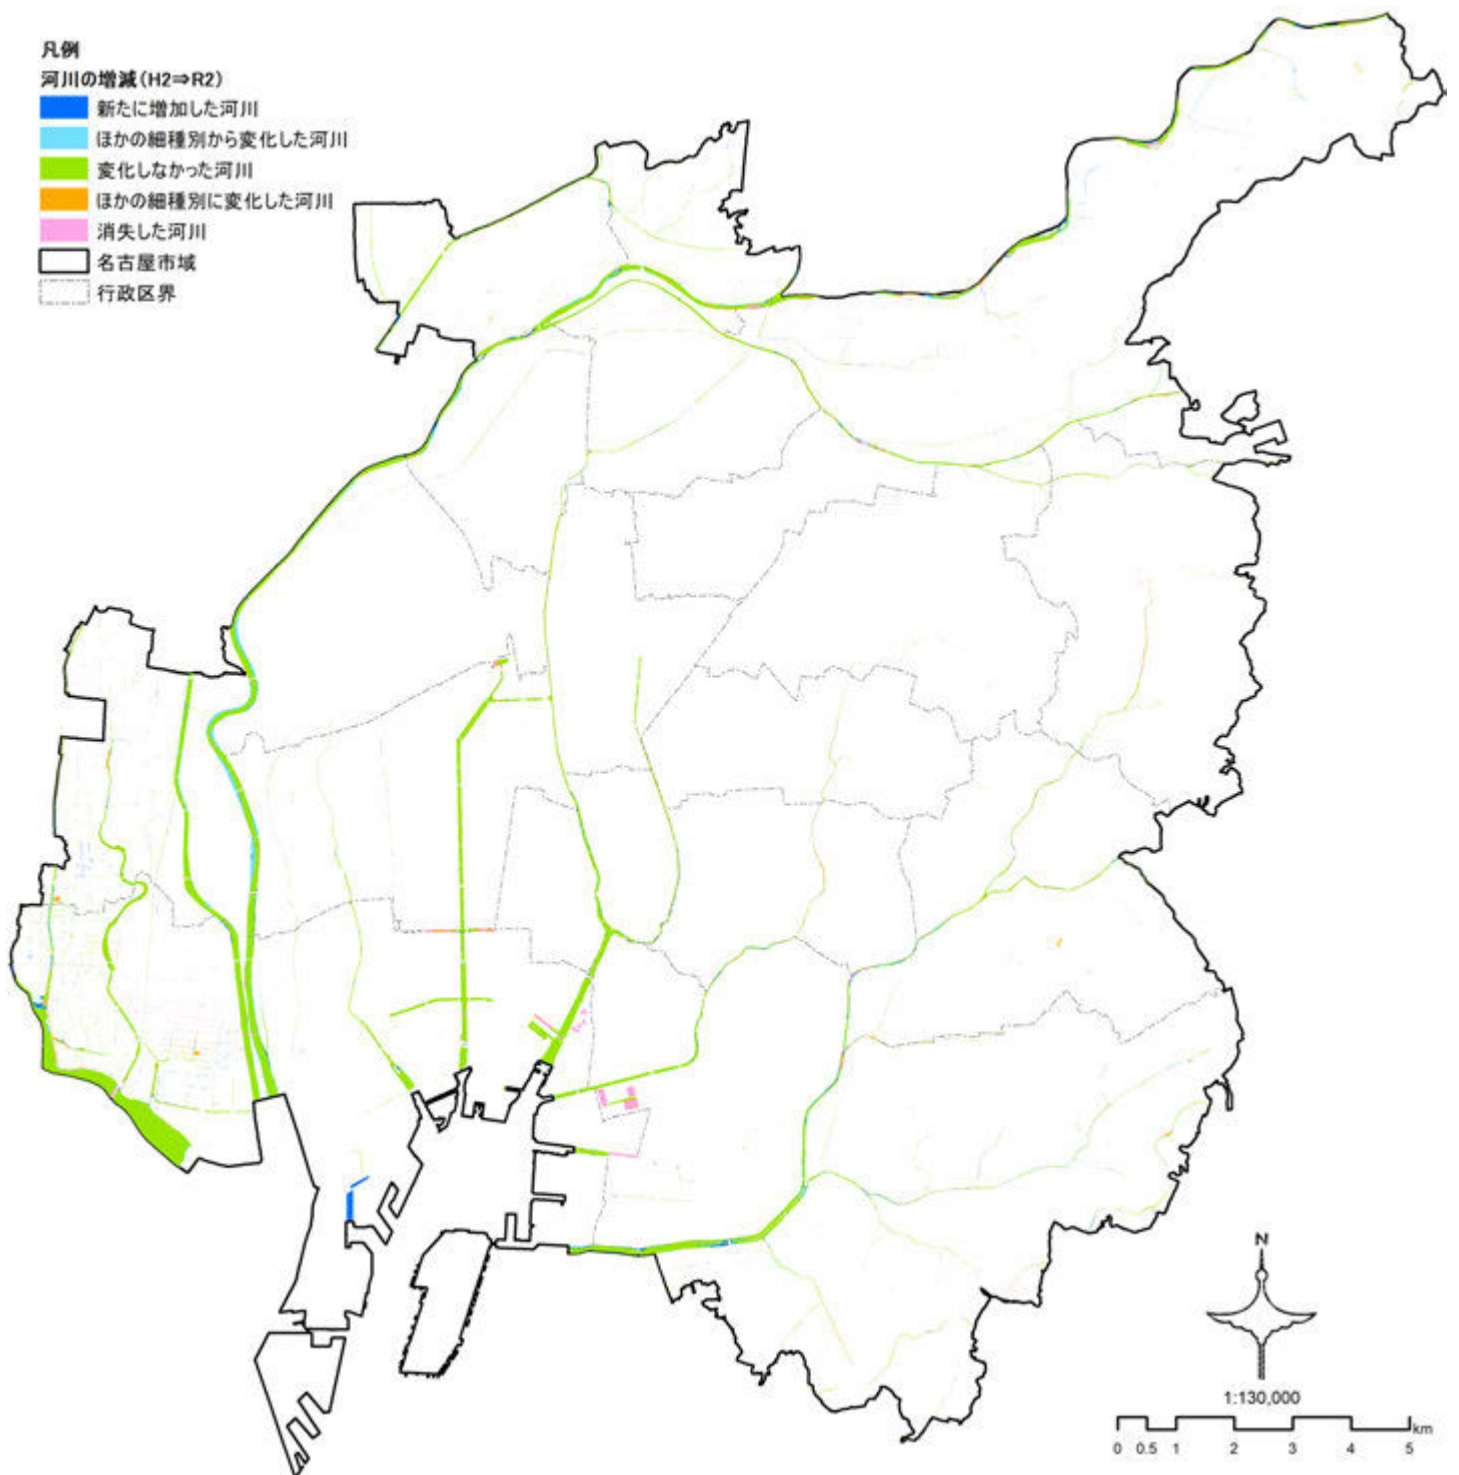 凡例
河川の増減(H2⇒R2)
新たに増加した河川
ほかの細種別から変化した河川
変化しなかった河川
ほかの細種別に変化した河川
消失した河川
名古屋市域
行政区界
N
1:130,000
km
0 0.5 1 2 3 4 5